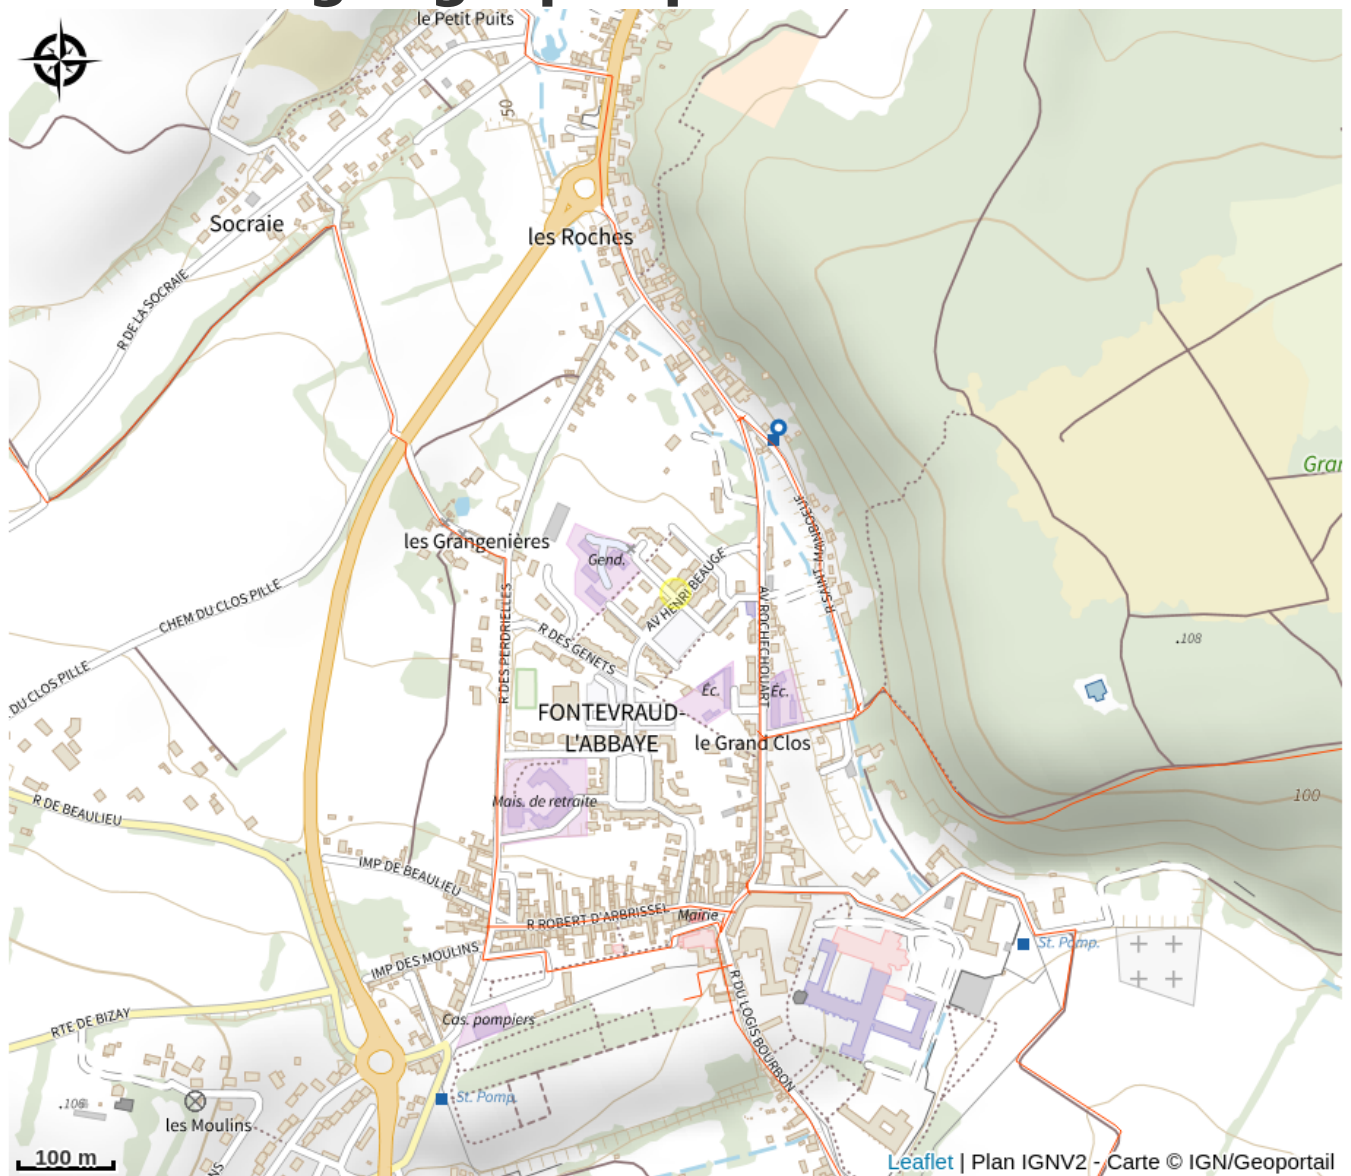 le Petit Puits
50
Socraie
les Roches
R DE LA SOCRAIE
Gra
R SAINT-MAINBOEUF
les Grangenières
Gend.
AV HENRI BEAUGE
CHEM DU CLOS PILLE
R DES PERDRIELLES
R DES GENETS
AV ROCHECHOUART
.108
DU CLOS PILLE
Éc.
Éc.
FONTEVRAUD-
L'ABBAYE
le Grand Clos
R DE BEAULIEU
Mais. de retraite
100
IMP DE BEAULIEU
R ROBERT D'ARBRISSEL
Mairie
IMP DES MOULINS
St. Pomp.
R DU LOGIS BOURBON
RTE DE BIZAY
Cas. pompiers
St. Pomp.
.106
les Moulins
NS
100 m
Leaflet | Plan IGNV2 - Carte © IGN/Geoportail